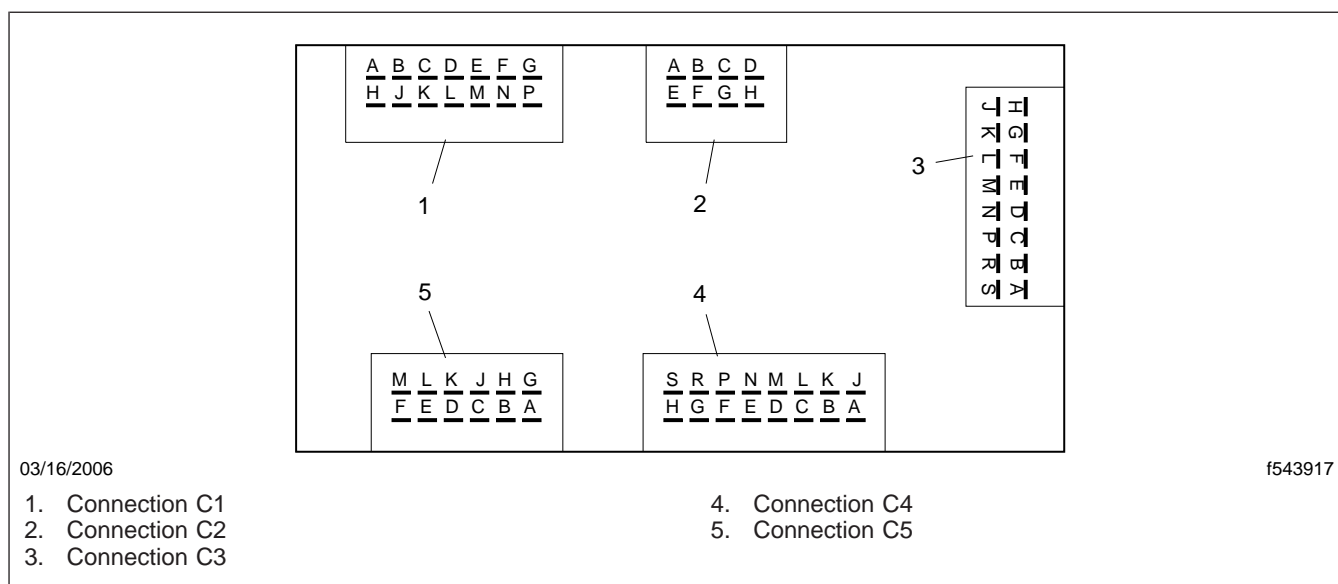 A B C D E F G
H J K L M N P
1
A B C D
E F G H
2
3
J K L M N P R S
H G F E D C B A
5
M L K J H G
F E D C B A
4
S R P N M L K J
H G F E D C B A
03/16/2006
f543917
1. Connection C1
2. Connection C2
3. Connection C3
4. Connection C4
5. Connection C5